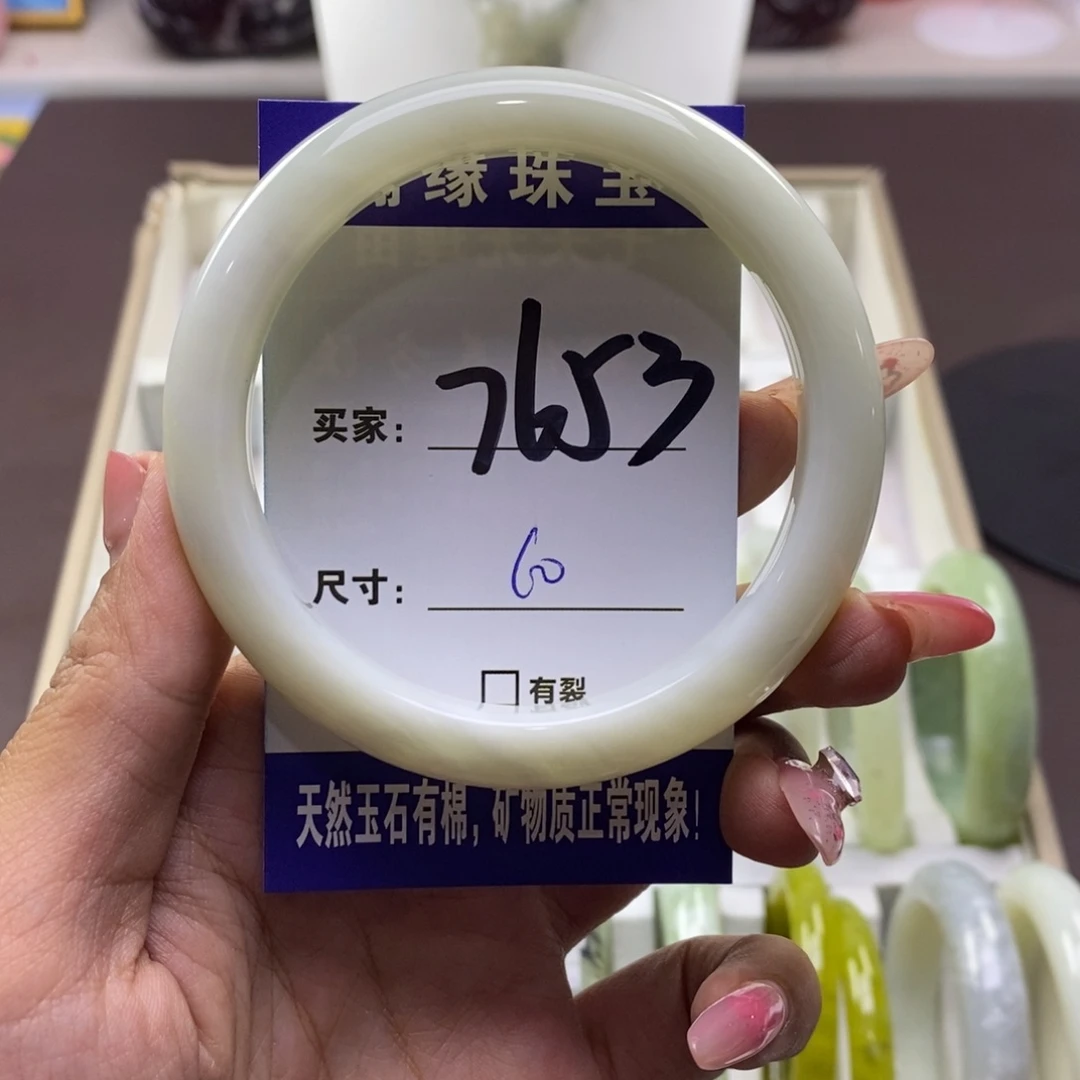 缘珠宝
买家: 7653
尺寸: 60
□有裂
天然玉石有棉, 矿物质正常现象!